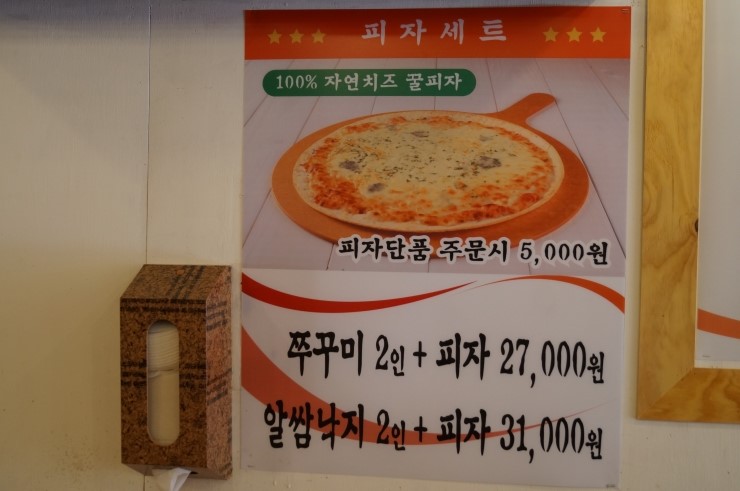 피자세트
100% 자연치즈 꿀피자
피자단품 주문시 5,000원
쭈꾸미 2인 + 피자 27,000원
알쌈낙지 2인 + 피자 31,000원